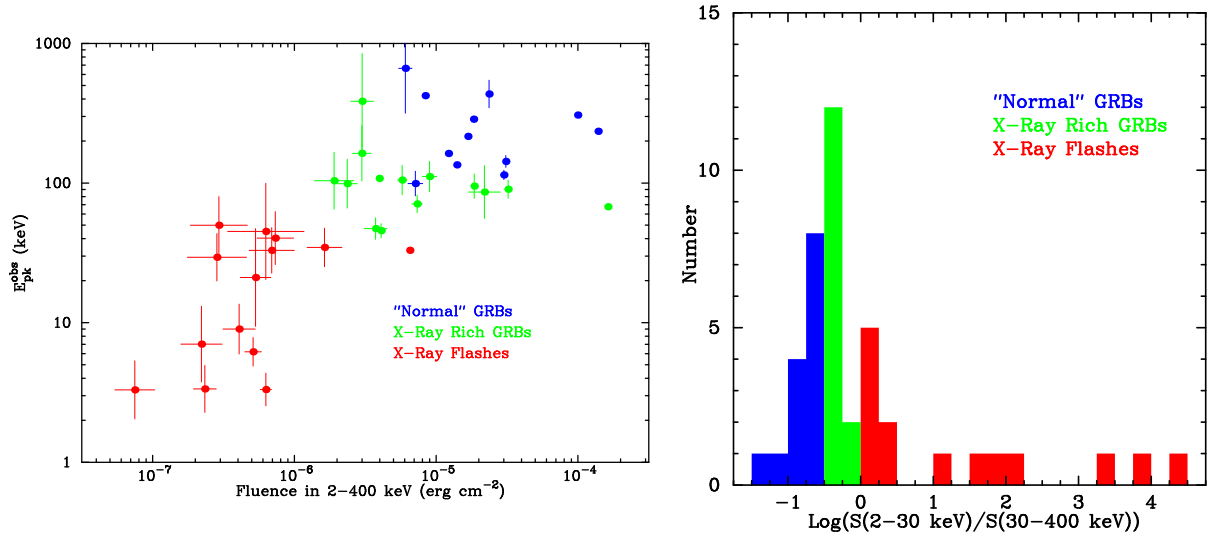 1000
100
10
1
E_pk^obs (keV)
"Normal" GRBs
X-Ray Rich GRBs
X-Ray Flashes
10^-7 10^-6 10^-5 10^-4
Fluence in 2-400 keV (erg cm^-2)
15
10
5
0
Number
"Normal" GRBs
X-Ray Rich GRBs
X-Ray Flashes
-1 0 1 2 3 4
Log(S(2-30 keV)/S(30-400 keV))